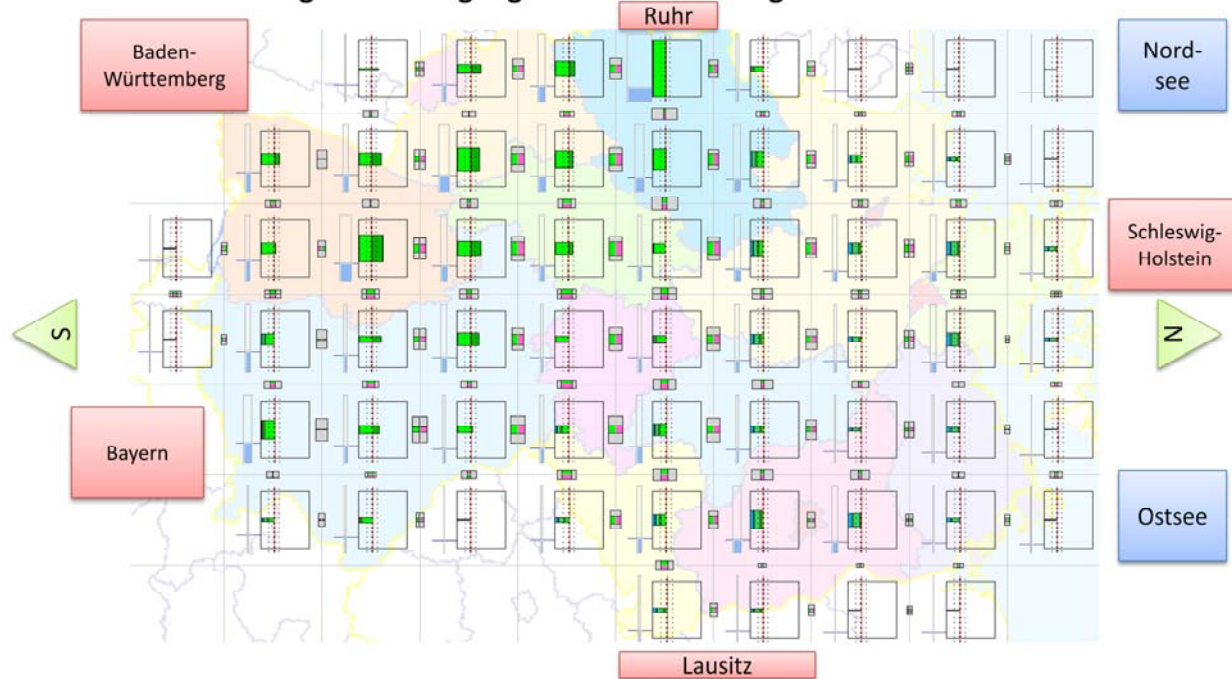 Ruhr
Baden-
Württemberg
Nord-
see
Schleswig-
Holstein
S
N
Bayern
Ostsee
Lausitz